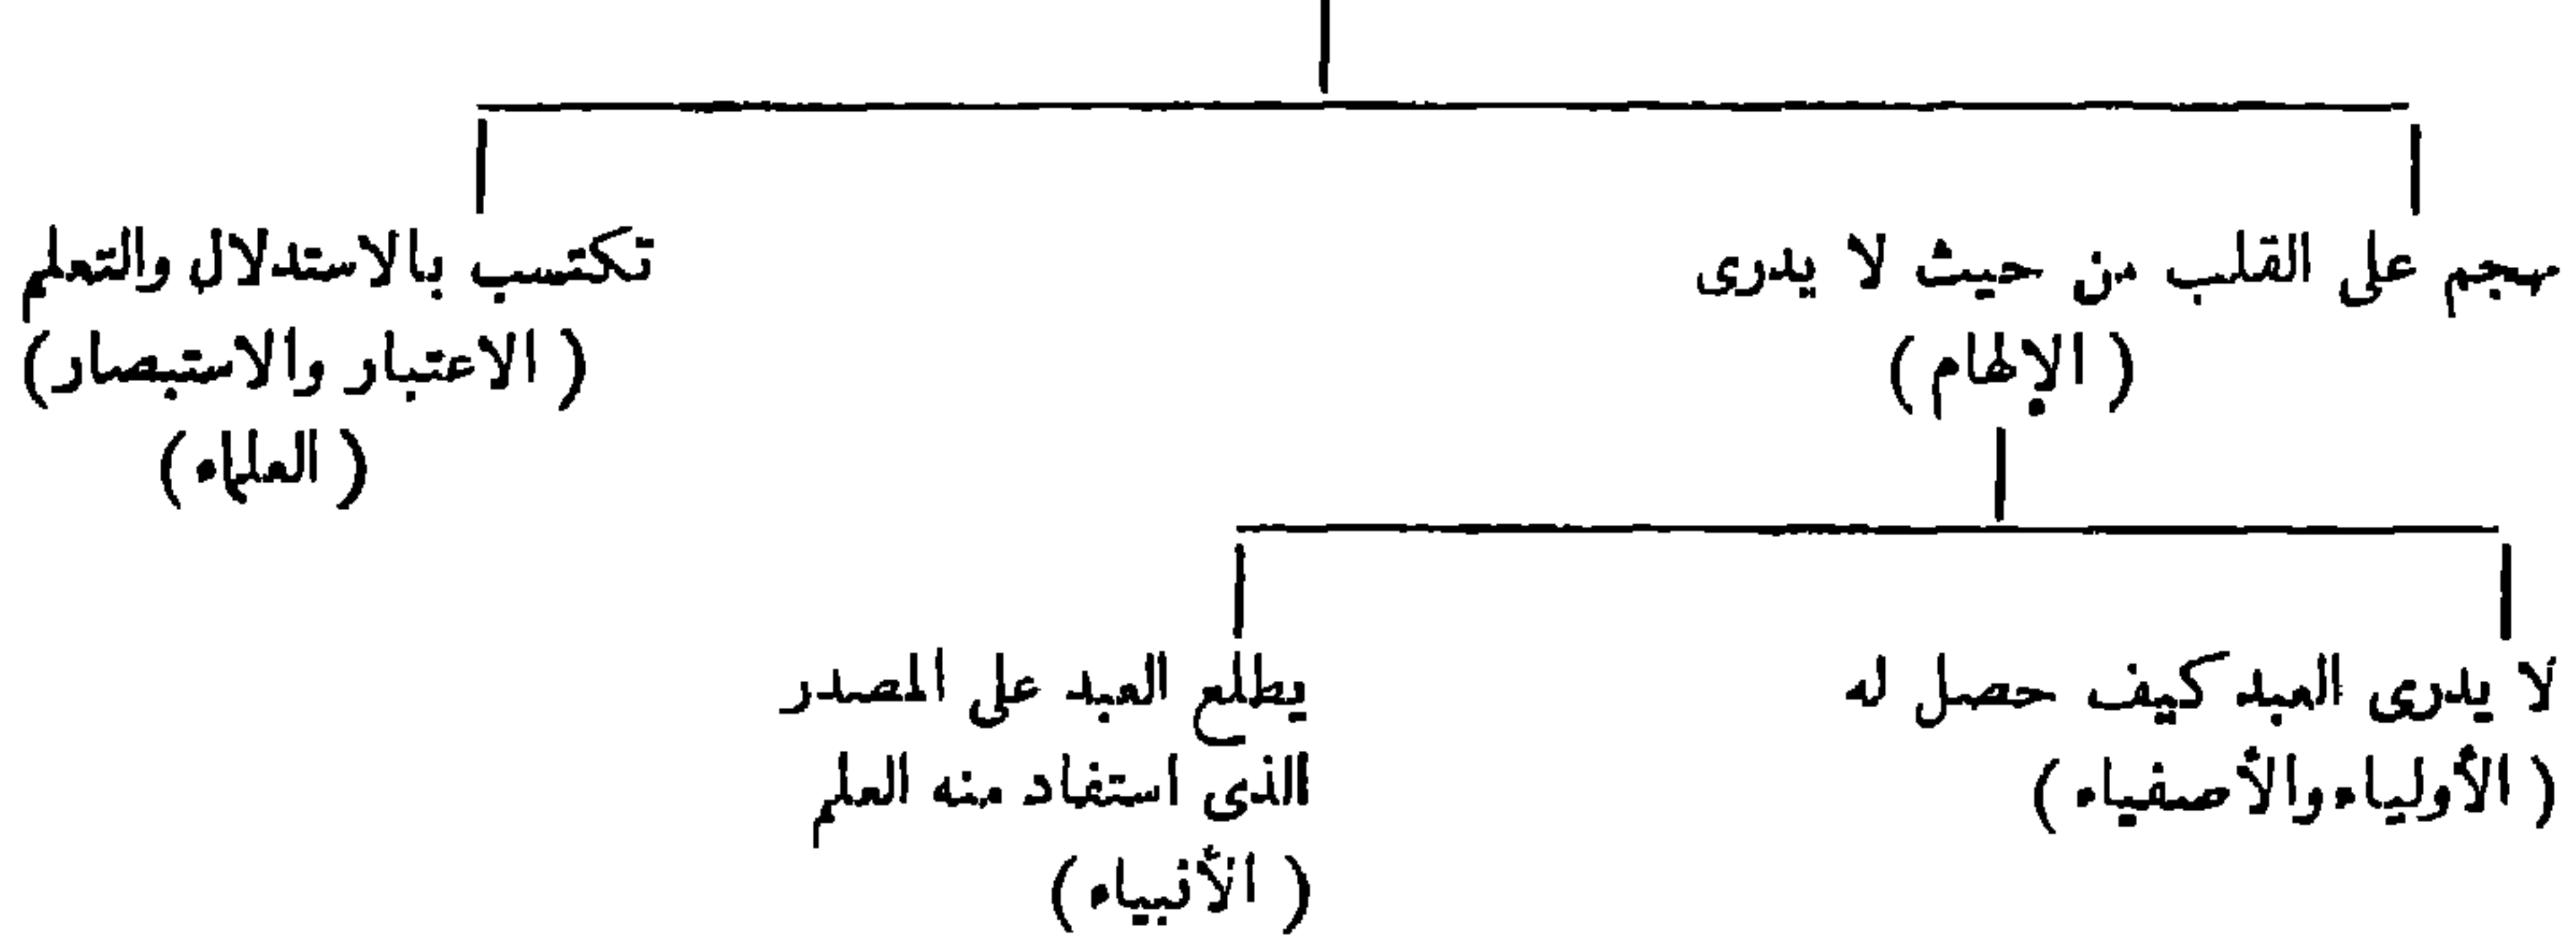 تهجم على القلب من حيث لا يدرى
( الإلهام )
تكتسب بالاستدلال والتعلم
( الاعتبار والاستبصار)
( العلماء )
لا يدرى العبد كيف حصل له
( الأولياء والأصفياء )
يطلع العبد على المصدر
الذى استفاد منه العلم
( الأنبياء )